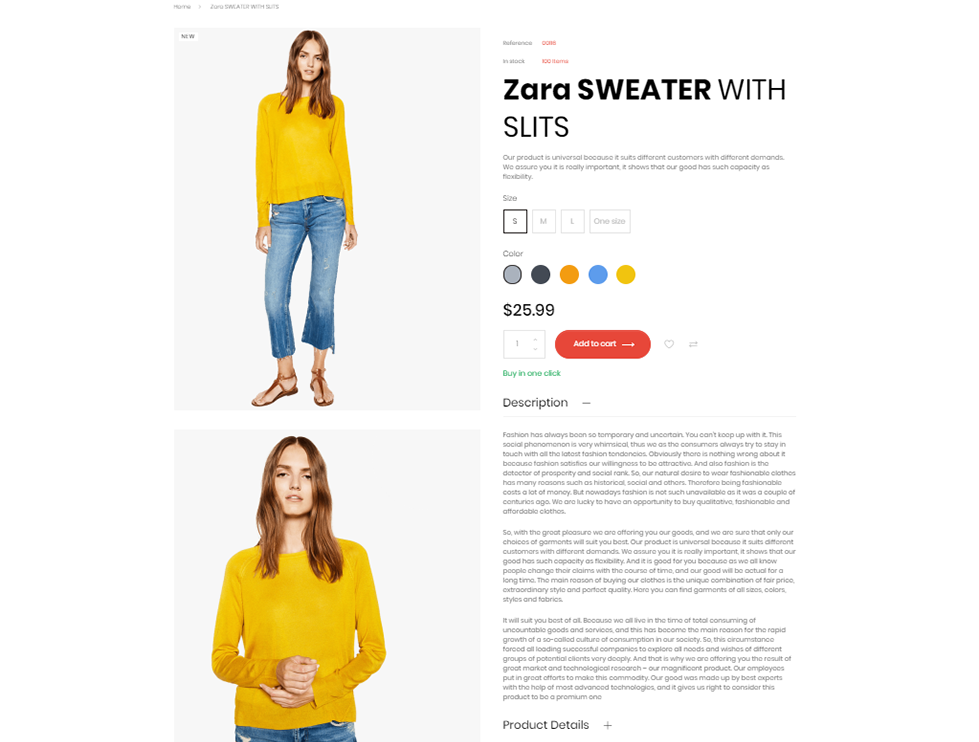 Home > Zara SWEATER WITH SLITS
NEW
Reference: 0086
In stock 100 Items
Zara SWEATER WITH
SLITS
Our product is universal because it suits different customers with different demands.
We assure you it is really important, it shows that our good has such capacity as
flexibility.
Size
S M L One size
Color
$25.99
1 Add to cart
Buy in one click
Description
Fashion has always been so temporary and uncertain. You can't keep up with it. This
social phenomenon is very whimsical, thus we as the consumers always try to stay in
touch with all the latest fashion tendencies. Obviously there is nothing wrong about it
because fashion satisfies our willingness to be attractive. And also fashion is the
detector of prosperity and social rank. So, our natural desire to wear fashionable clothes
has many reasons such as historical, social and others. Therefore being fashionable
costs a lot of money. But nowadays fashion is not such unavailable as it was a couple of
centuries ago. We are lucky to have an opportunity to buy qualitative, fashionable and
affordable clothes.
So, with the great pleasure we are offering you our goods, and we are sure that only our
choices of garments will suit you best. Our product is universal because it suits different
customers with different demands. We assure you it is really important, it shows that our
good has such capacity as flexibility. And it is good for you because as we all know
people change their claims with the course of time, and our good will be actual for a
long time. The main reason of buying our clothes is the unique combination of fair price,
extraordinary style and perfect quality. Here you can find garments of all sizes, colors,
styles and fabrics.
It will suit you best of all. Because we all live in the time of total consuming of
uncountable goods and services, and this has become the main reason for the rapid
growth of a so-called culture of consumption in our society. So, this circumstance
forced all leading successful companies to explore all needs and wishes of different
groups of potential clients very deeply. And that is why we are offering you the result of
great market and technological research – our magnificent product. Our employees
put in great efforts to make this commodity. Our good was made up by best experts
with the help of most advanced technologies, and it gives us right to consider this
product to be a premium one
Product Details